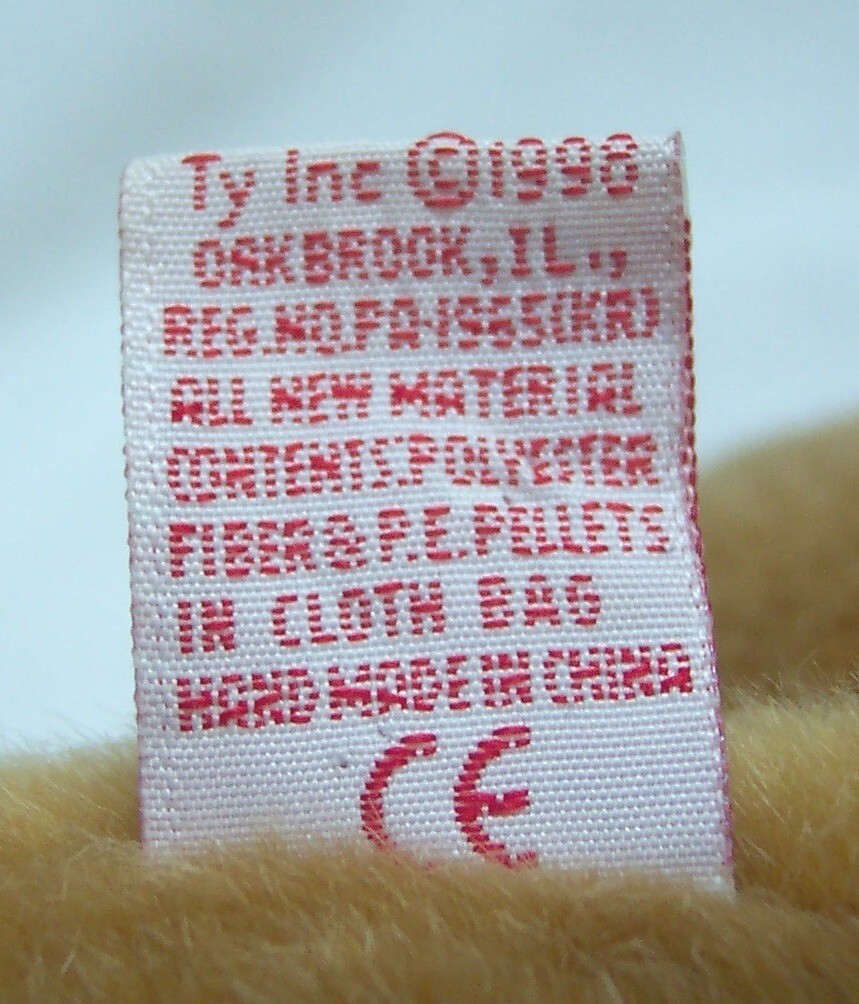 Ty Inc ©1998
OAKBROOK,IL.,
REG.NO.PA-1965(KR)
ALL NEW MATERIAL
CONTENTS:POLYESTER
FIBER & P.E.PELLETS
IN CLOTH BAG
HAND MADE IN CHINA
CE